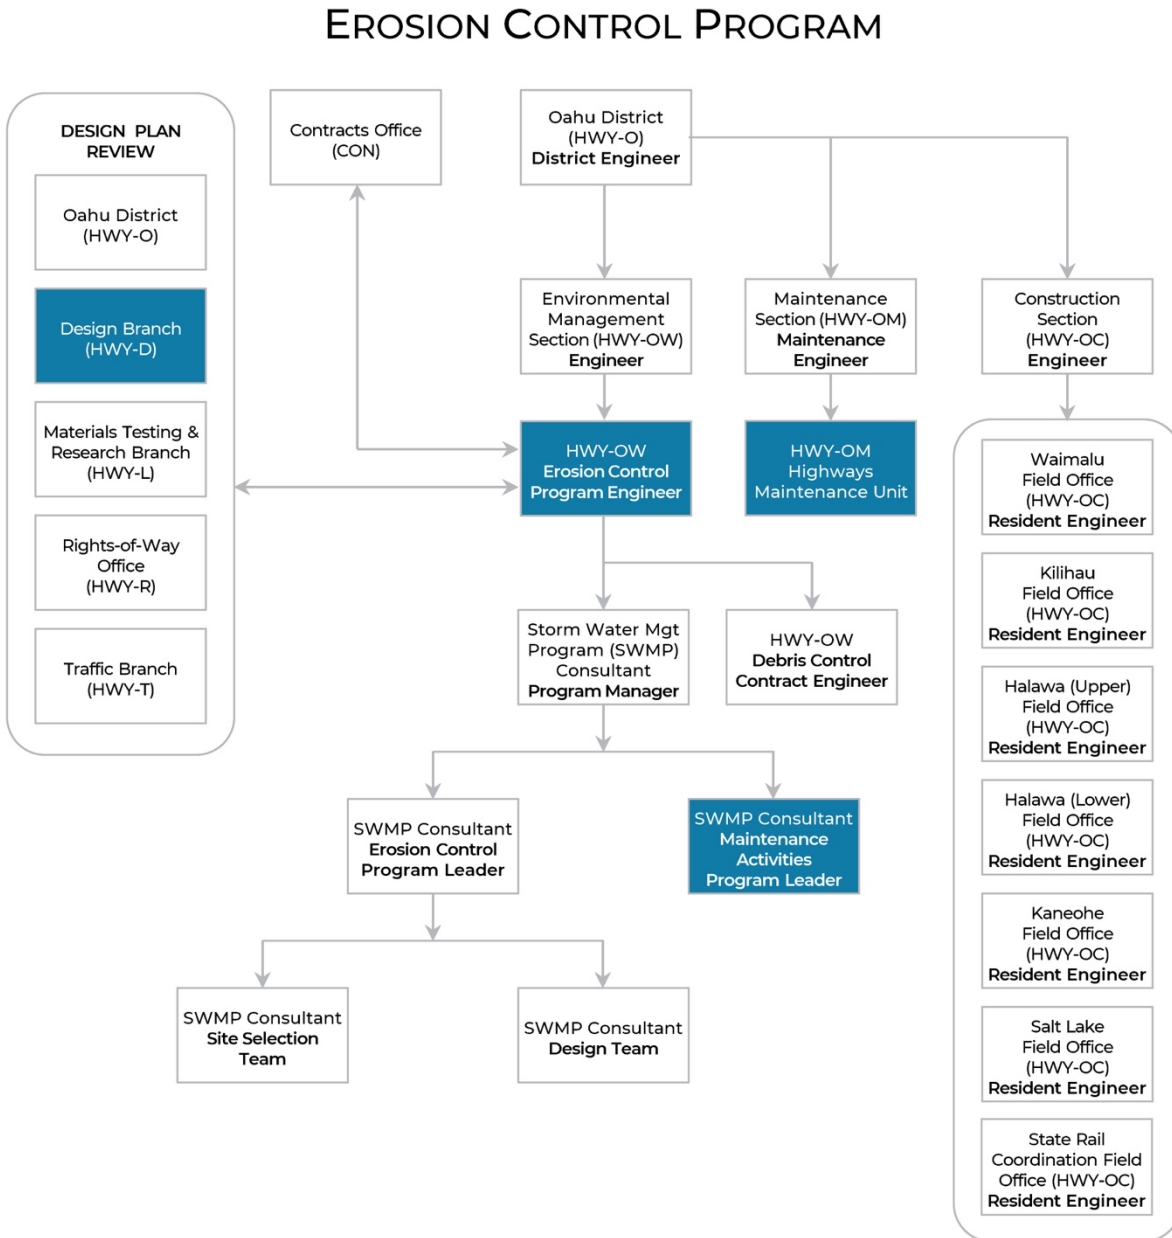 EROSION CONTROL PROGRAM
DESIGN PLAN
REVIEW
Oahu District
(HWY-O)
Design Branch
(HWY-D)
Materials Testing &
Research Branch
(HWY-L)
Rights-of-Way
Office
(HWY-R)
Traffic Branch
(HWY-T)
Contracts Office
(CON)
Oahu District
(HWY-O)
District Engineer
Environmental
Management
Section (HWY-OW)
Engineer
Maintenance
Section (HWY-OM)
Maintenance
Engineer
Construction
Section
(HWY-OC)
Engineer
HWY-OW
Erosion Control
Program Engineer
HWY-OM
Highways
Maintenance Unit
Storm Water Mgt
Program (SWMP)
Consultant
Program Manager
HWY-OW
Debris Control
Contract Engineer
SWMP Consultant
Erosion Control
Program Leader
SWMP Consultant
Maintenance
Activities
Program Leader
SWMP Consultant
Site Selection
Team
SWMP Consultant
Design Team
Waimalu
Field Office
(HWY-OC)
Resident Engineer
Kilihau
Field Office
(HWY-OC)
Resident Engineer
Halawa (Upper)
Field Office
(HWY-OC)
Resident Engineer
Halawa (Lower)
Field Office
(HWY-OC)
Resident Engineer
Kaneohe
Field Office
(HWY-OC)
Resident Engineer
Salt Lake
Field Office
(HWY-OC)
Resident Engineer
State Rail
Coordination Field
Office (HWY-OC)
Resident Engineer